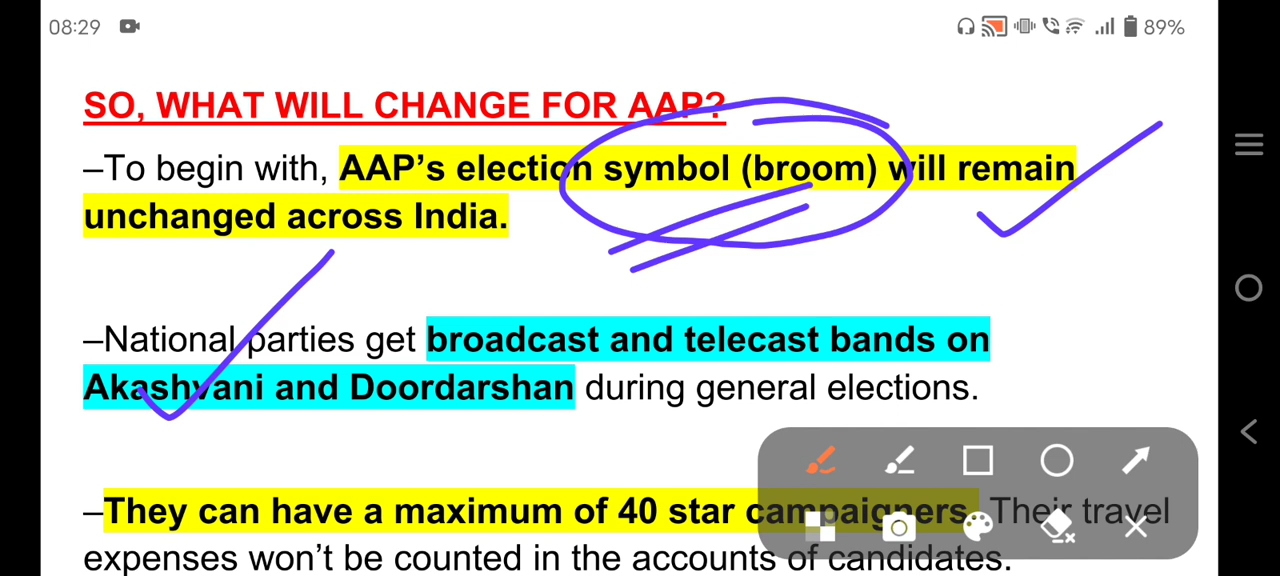 08:29
89%
SO, WHAT WILL CHANGE FOR AAP?
–To begin with, AAP’s election symbol (broom) will remain
unchanged across India.
–National parties get broadcast and telecast bands on
Akashvani and Doordarshan during general elections.
–They can have a maximum of 40 star campaigners. Their travel
expenses won’t be counted in the accounts of candidates.